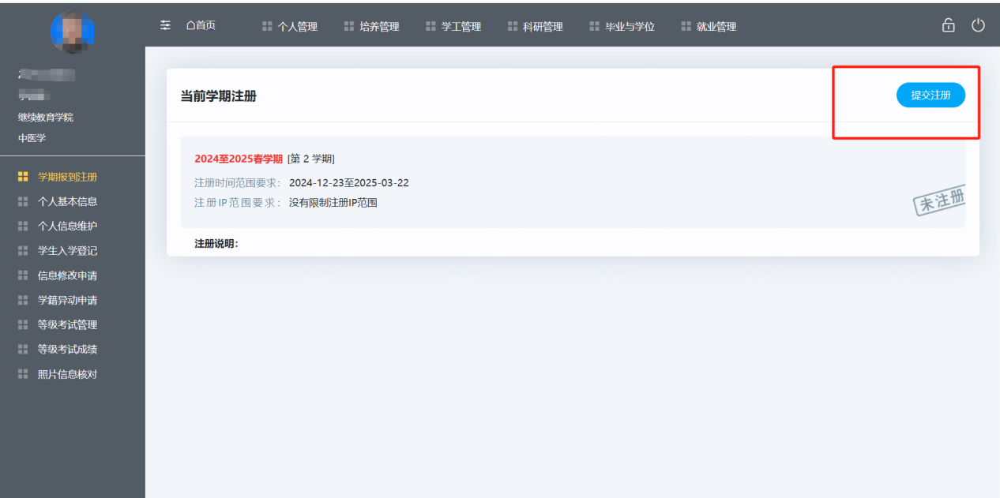 首页
个人管理
培养管理
学工管理
科研管理
毕业与学位
就业管理
继续教育学院
中医学
学期报到注册
个人基本信息
个人信息维护
学生入学登记
信息修改申请
学籍异动申请
等级考试管理
等级考试成绩
照片信息核对
当前学期注册
提交注册
2024至2025春学期 [第 2 学期]
注册时间范围要求： 2024-12-23至2025-03-22
注册IP范围要求： 没有限制注册IP范围
未注册
注册说明：